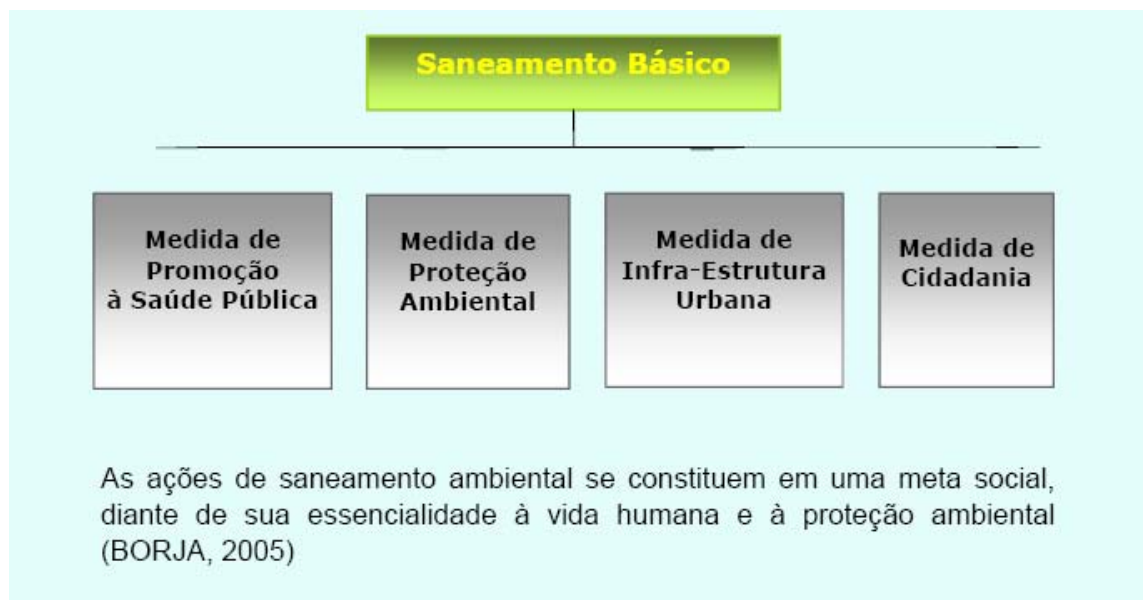 Saneamento Básico
Medida de
Promoção
à Saúde Pública
Medida de
Proteção
Ambiental
Medida de
Infra-Estrutura
Urbana
Medida de
Cidadania
As ações de saneamento ambiental se constituem em uma meta social,
diante de sua essencialidade à vida humana e à proteção ambiental
(BORJA, 2005)